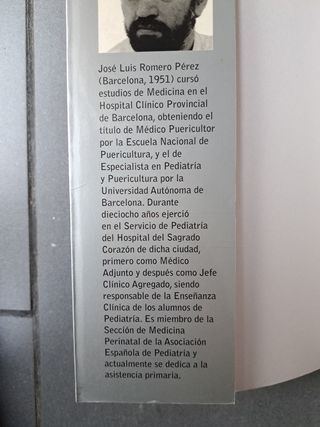 José Luis Romero Pérez
(Barcelona, 1951) cursó
estudios de Medicina en el
Hospital Clínico Provincial
de Barcelona, obteniendo el
título de Médico Puericultor
por la Escuela Nacional de
Puericultura, y el de
Especialista en Pediatría
y Puericultura por la
Universidad Autónoma de
Barcelona. Durante
dieciocho años ejerció
en el Servicio de Pediatría
del Hospital del Sagrado
Corazón de dicha ciudad,
primero como Médico
Adjunto y después como Jefe
Clínico Agregado, siendo
responsable de la Enseñanza
Clínica de los alumnos de
Pediatría. Es miembro de la
Sección de Medicina
Perinatal de la Asociación
Española de Pediatría y
actualmente se dedica a la
asistencia primaria.